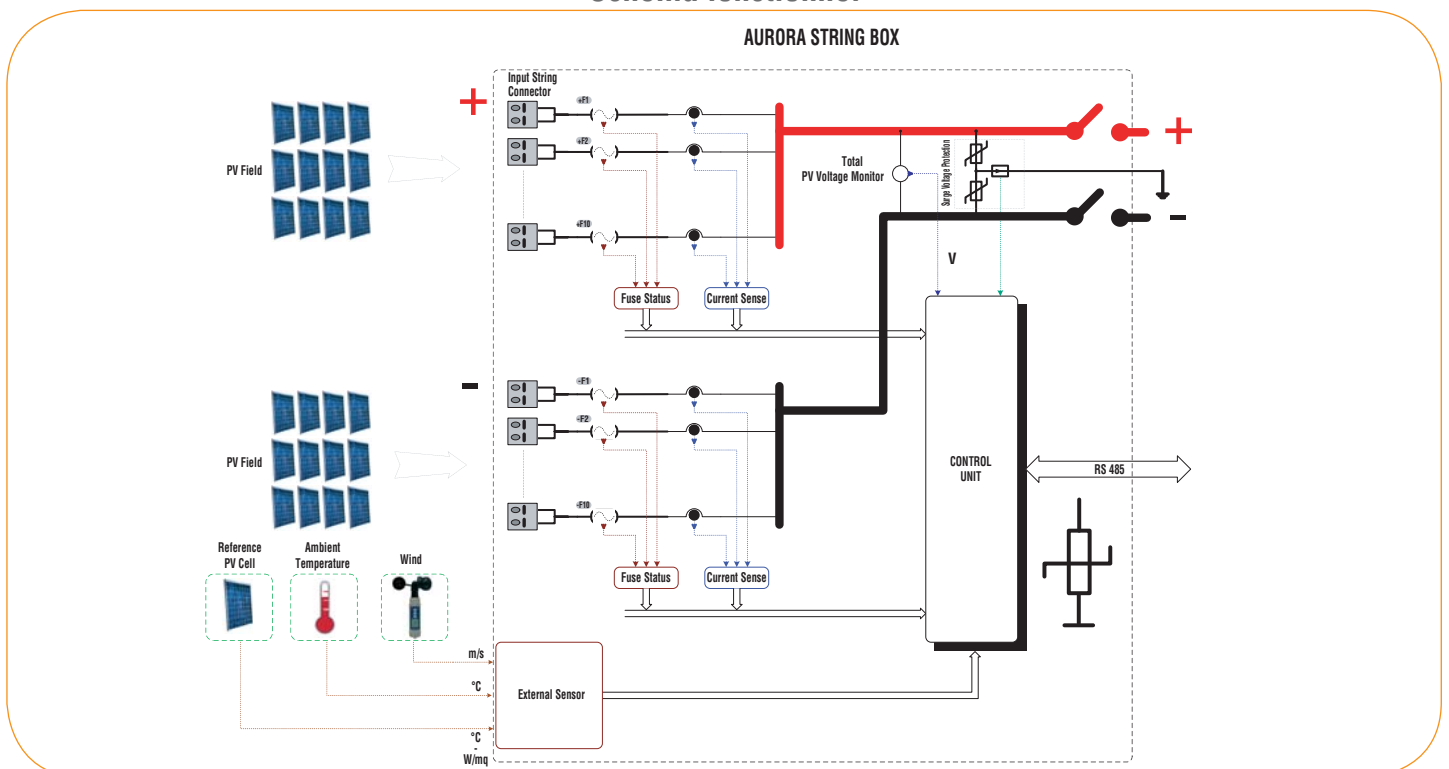 AURORA STRING BOX
Input String
Connector
+
+F1
+F2
+F10
PV Field
Total
PV Voltage Monitor
Surge Voltage Protection
+
-
V
Fuse Status
Current Sense
-
-F1
-F2
-F10
PV Field
CONTROL
UNIT
RS 485
Fuse Status
Current Sense
Reference
PV Cell
Ambient
Temperature
Wind
m/s
°C
°C
-
W/mq
External Sensor